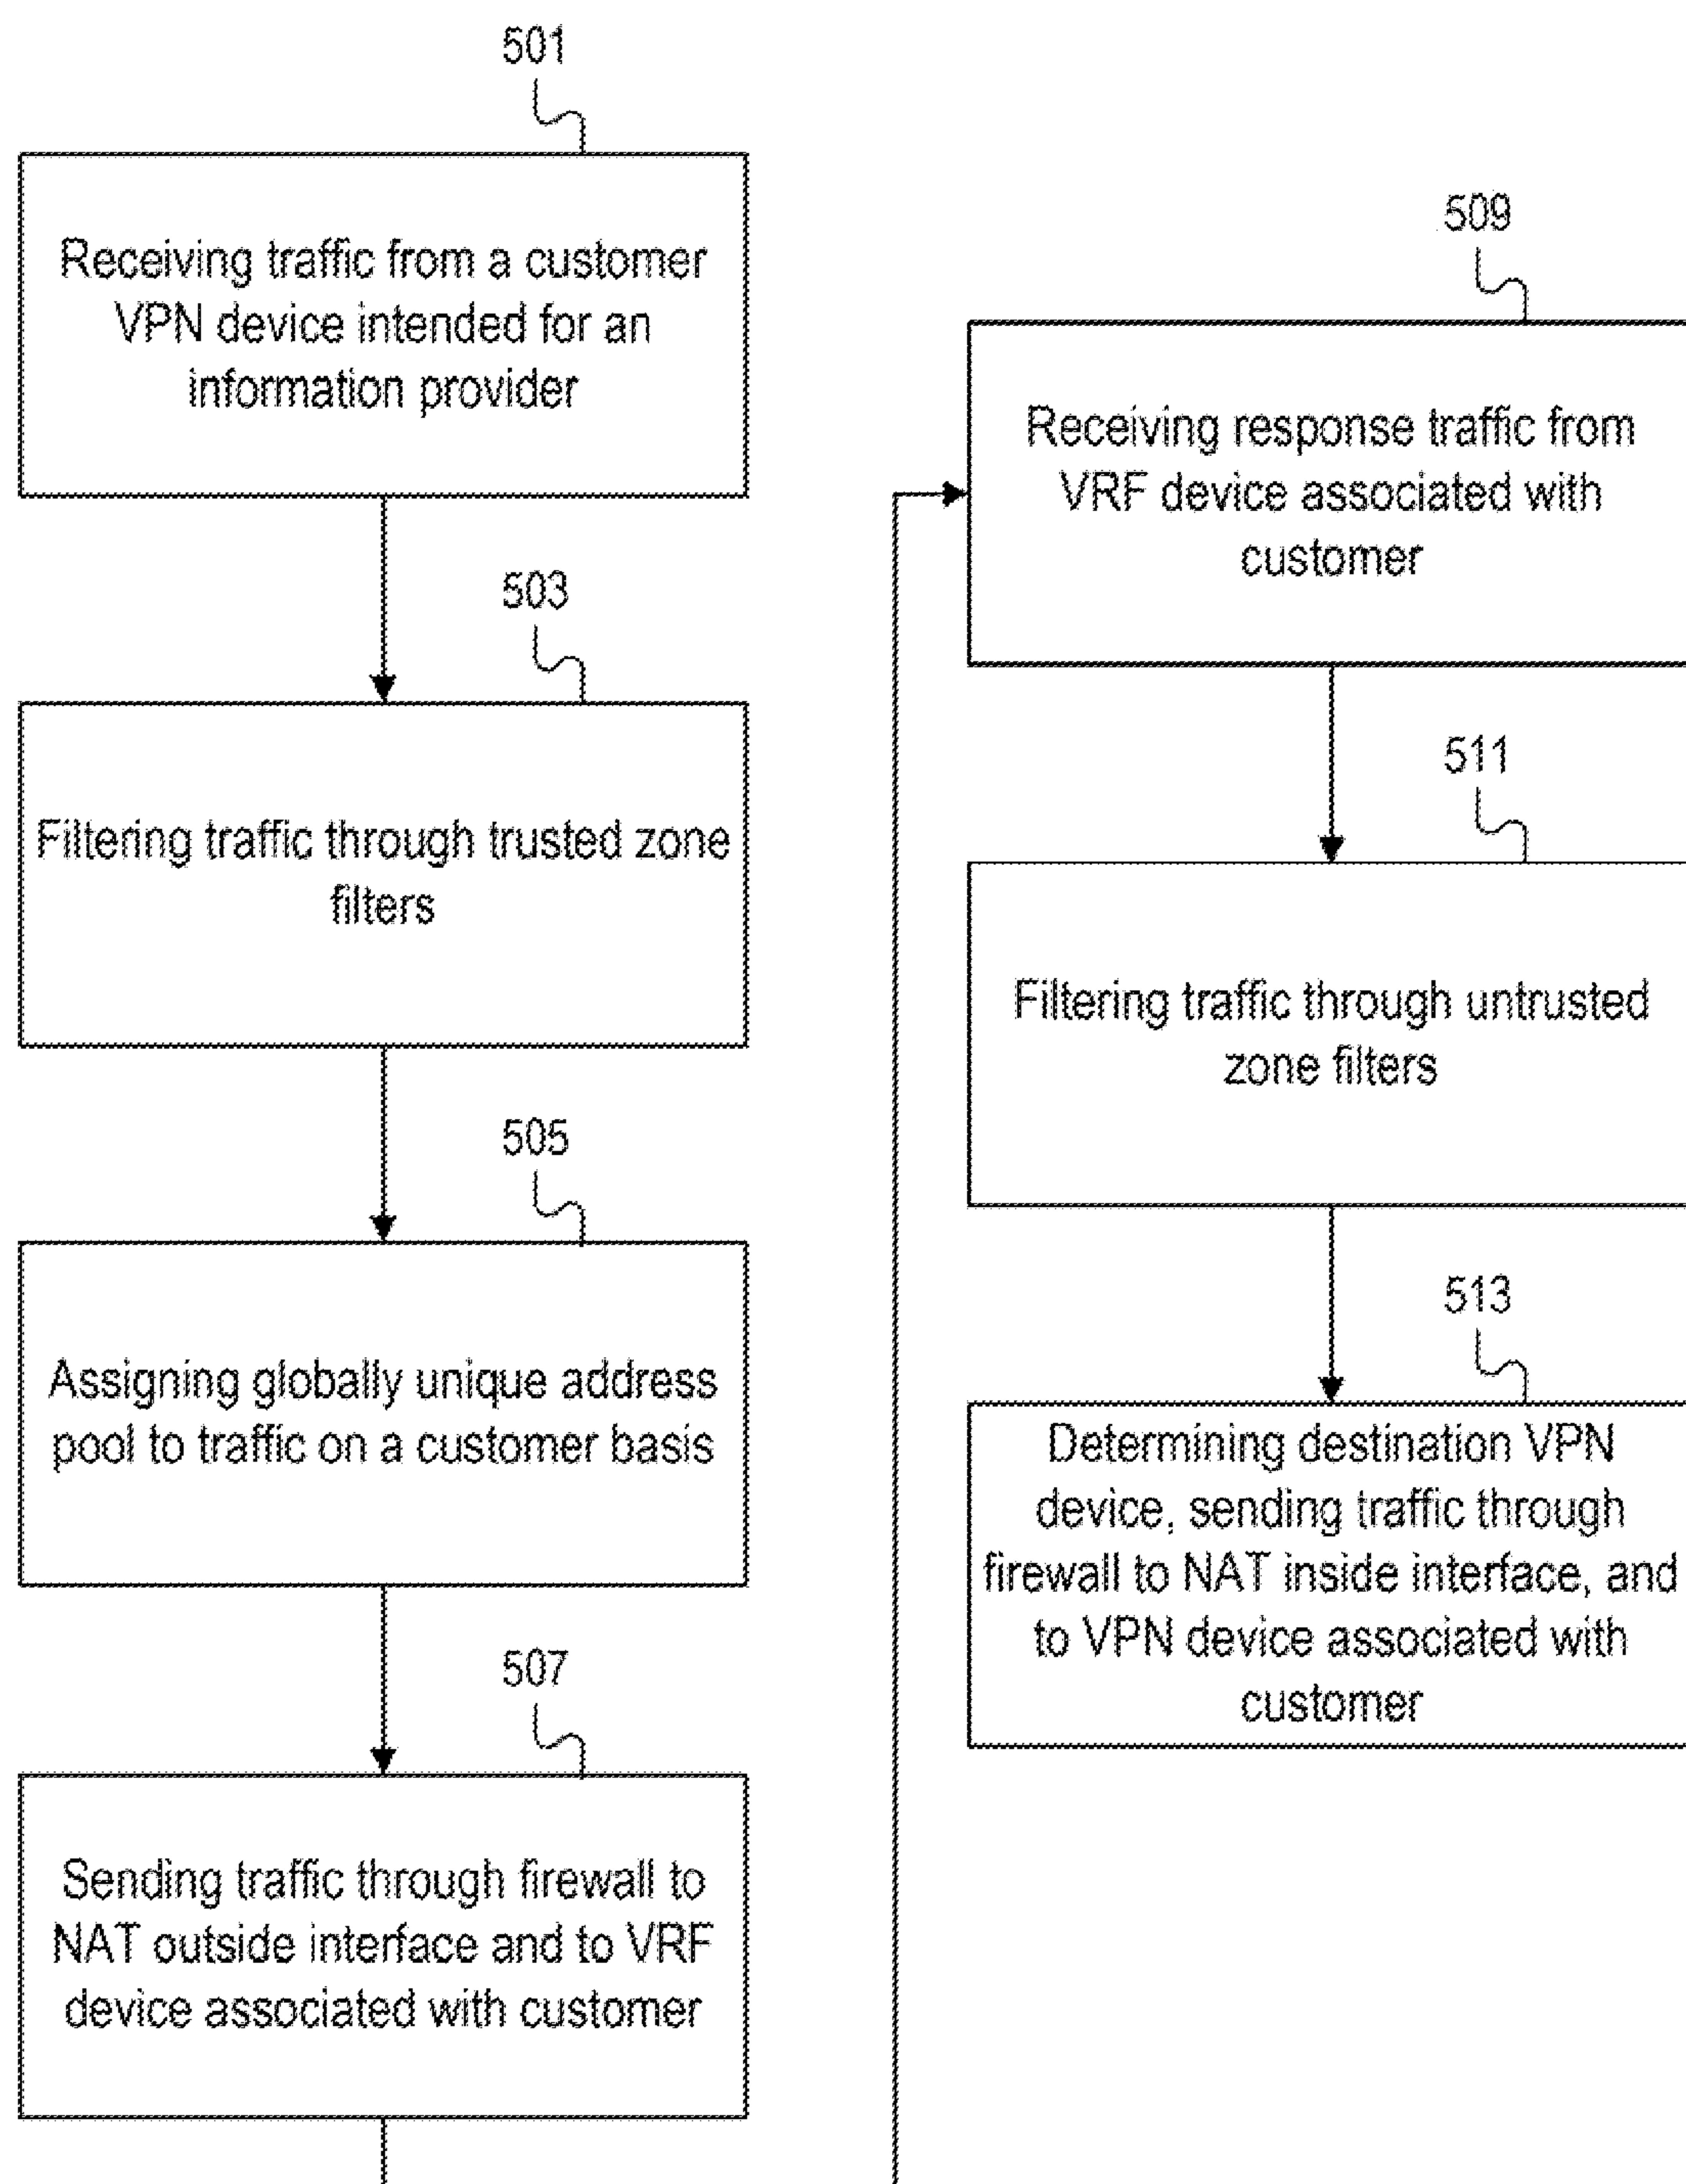 501
Receiving traffic from a customer
VPN device intended for an
information provider
503
Filtering traffic through trusted zone
filters
505
Assigning globally unique address
pool to traffic on a customer basis
507
Sending traffic through firewall to
NAT outside interface and to VRF
device associated with customer
509
Receiving response traffic from
VRF device associated with
customer
511
Filtering traffic through untrusted
zone filters
513
Determining destination VPN
device, sending traffic through
firewall to NAT inside interface, and
to VPN device associated with
customer